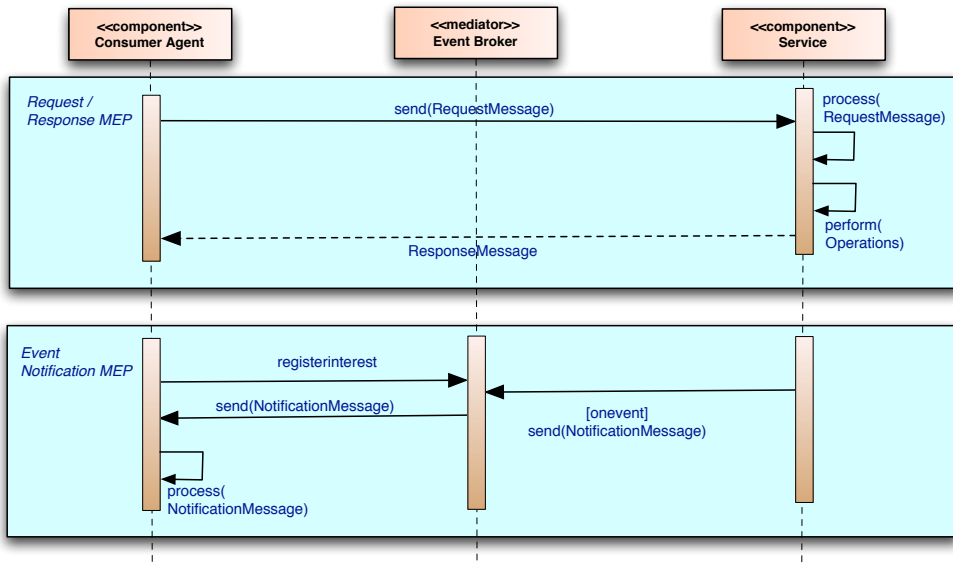 <<component>>
Consumer Agent
<<mediator>>
Event Broker
<<component>>
Service
Request /
Response MEP
send(RequestMessage)
process(
RequestMessage)
perform(
Operations)
ResponseMessage
Event
Notification MEP
registerinterest
send(NotificationMessage)
[onevent]
send(NotificationMessage)
process(
NotificationMessage)